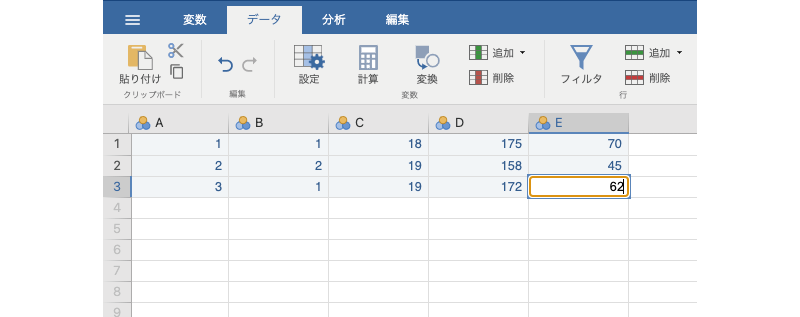 変数 データ 分析 編集
貼り付け 設定 計算 変換 追加 削除 フィルタ 追加 削除
クリップボード 編集 変数 行
A B C D E
1 1 1 18 175 70
2 2 2 19 158 45
3 3 1 19 172 62
4
5
6
7
8
9